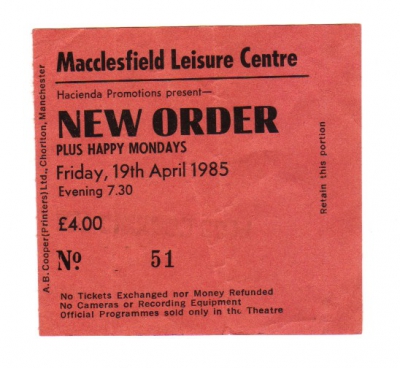 Macclesfield Leisure Centre
Hacienda Promotions present—
NEW ORDER
PLUS HAPPY MONDAYS
Friday, 19th April 1985
Evening 7.30
£4.00
Nº 51
No Tickets Exchanged nor Money Refunded
No Cameras or Recording Equipment
Official Programmes sold only in the Theatre
A.B. Cooper (Printers) Ltd., Chorlton, Manchester
Retain this portion